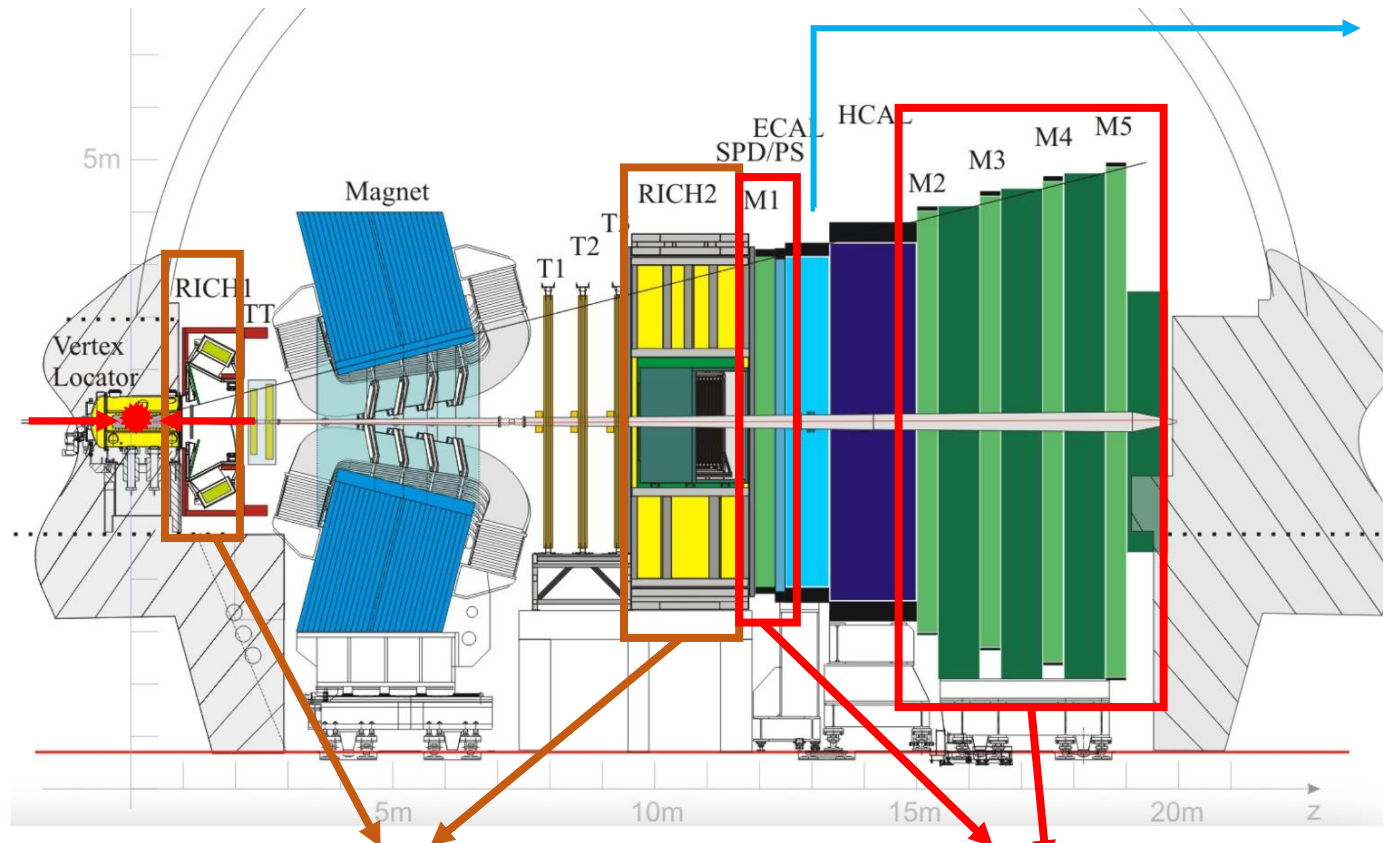 5m
Magnet
RICH1
TT
Vertex
Locator
T1
T2
T3
RICH2
SPD/PS
ECAL
HCAL
M1
M2
M3
M4
M5
5m
10m
15m
20m
z